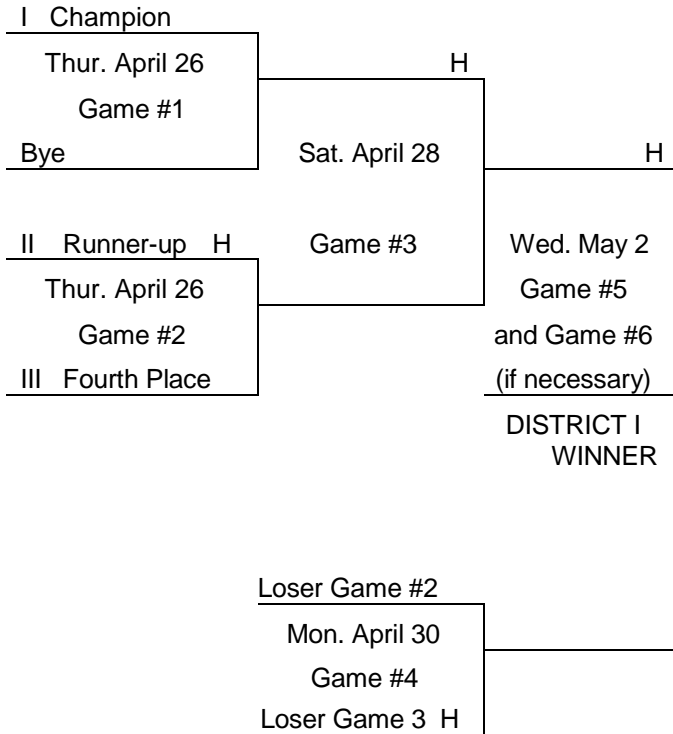 I Champion
Thur. April 26
H
Game #1
Bye
Sat. April 28
H
II Runner-up H
Game #3
Wed. May 2
Thur. April 26
Game #5
Game #2
and Game #6
III Fourth Place
(if necessary)
DISTRICT I
WINNER
Loser Game #2
Mon. April 30
Game #4
Loser Game 3 H